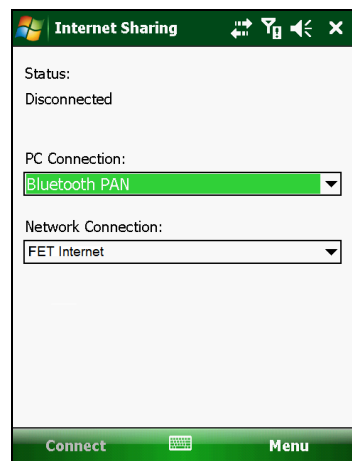 Internet Sharing
Status:
Disconnected
PC Connection:
Bluetooth PAN
Network Connection:
FET Internet
Connect
Menu